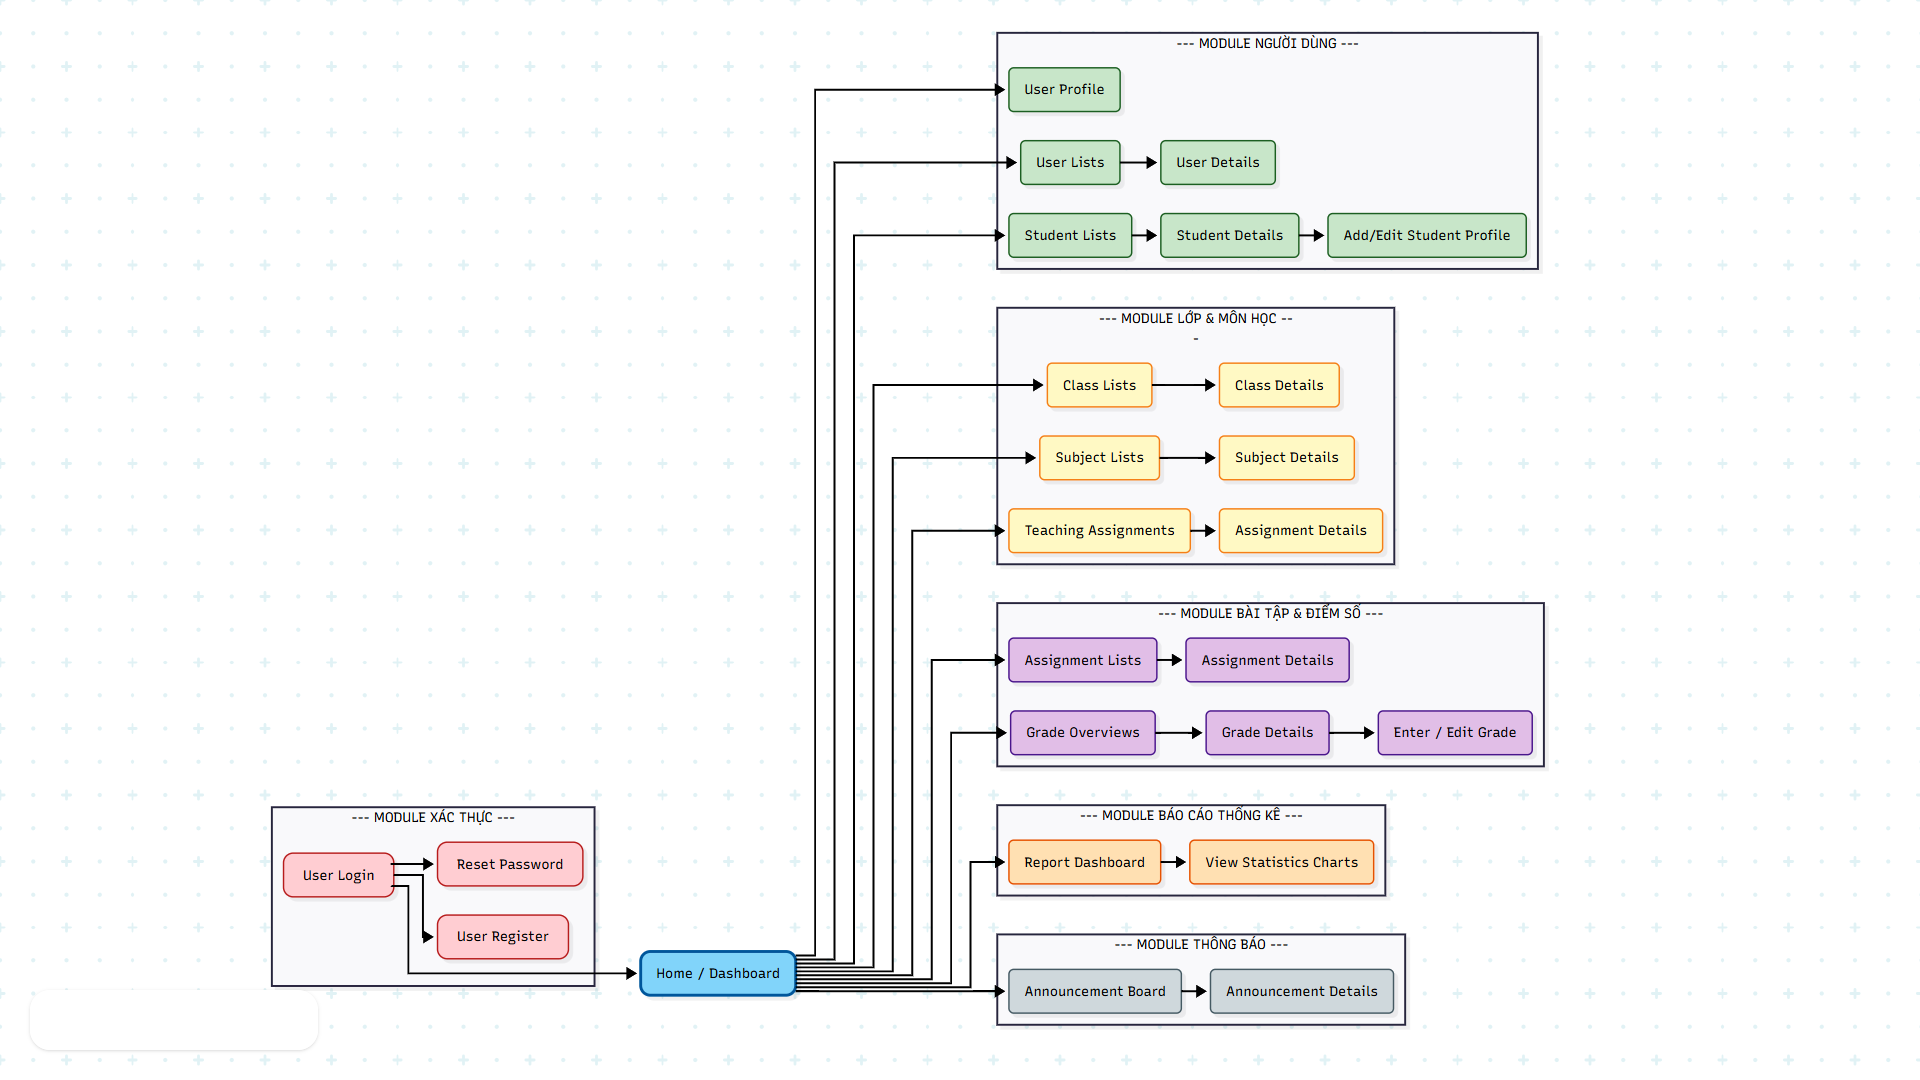 --- MODULE NGƯỜI DÙNG ---
User Profile
User Lists
User Details
Student Lists
Student Details
Add/Edit Student Profile
--- MODULE LỚP & MÔN HỌC --
-
Class Lists
Class Details
Subject Lists
Subject Details
Teaching Assignments
Assignment Details
--- MODULE BÀI TẬP & ĐIỂM SỐ ---
Assignment Lists
Assignment Details
Grade Overviews
Grade Details
Enter / Edit Grade
--- MODULE XÁC THỰC ---
User Login
Reset Password
User Register
Home / Dashboard
--- MODULE BÁO CÁO THỐNG KÊ ---
Report Dashboard
View Statistics Charts
--- MODULE THÔNG BÁO ---
Announcement Board
Announcement Details